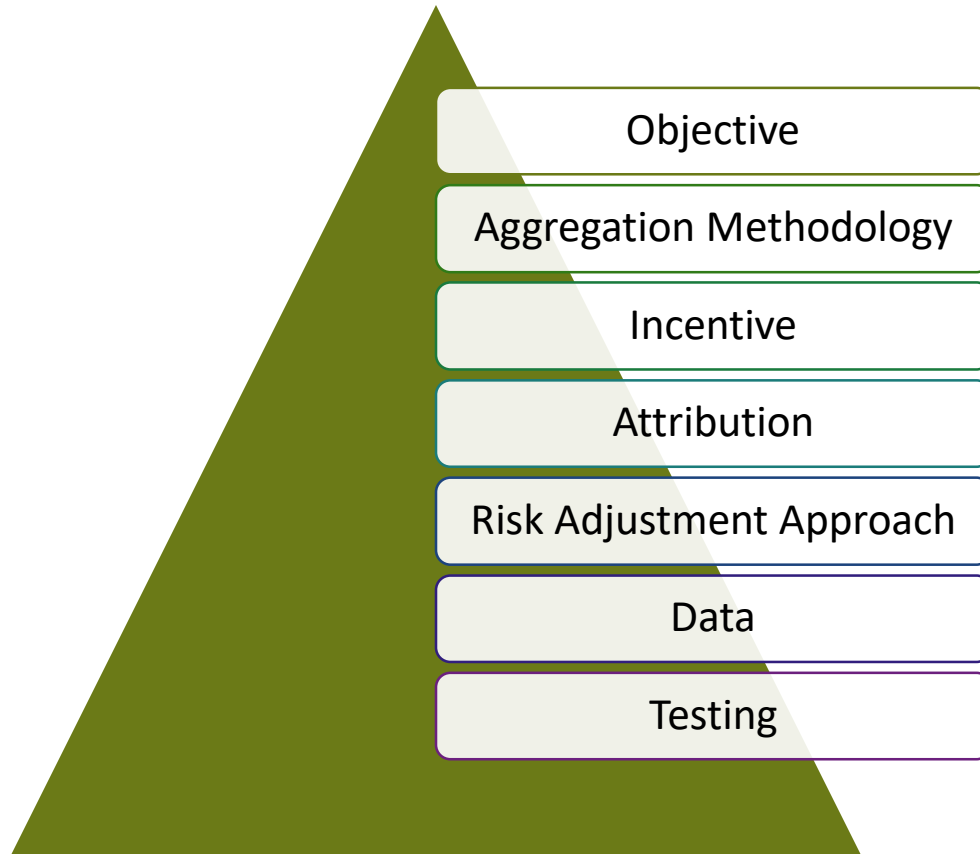 Objective
Aggregation Methodology
Incentive
Attribution
Risk Adjustment Approach
Data
Testing